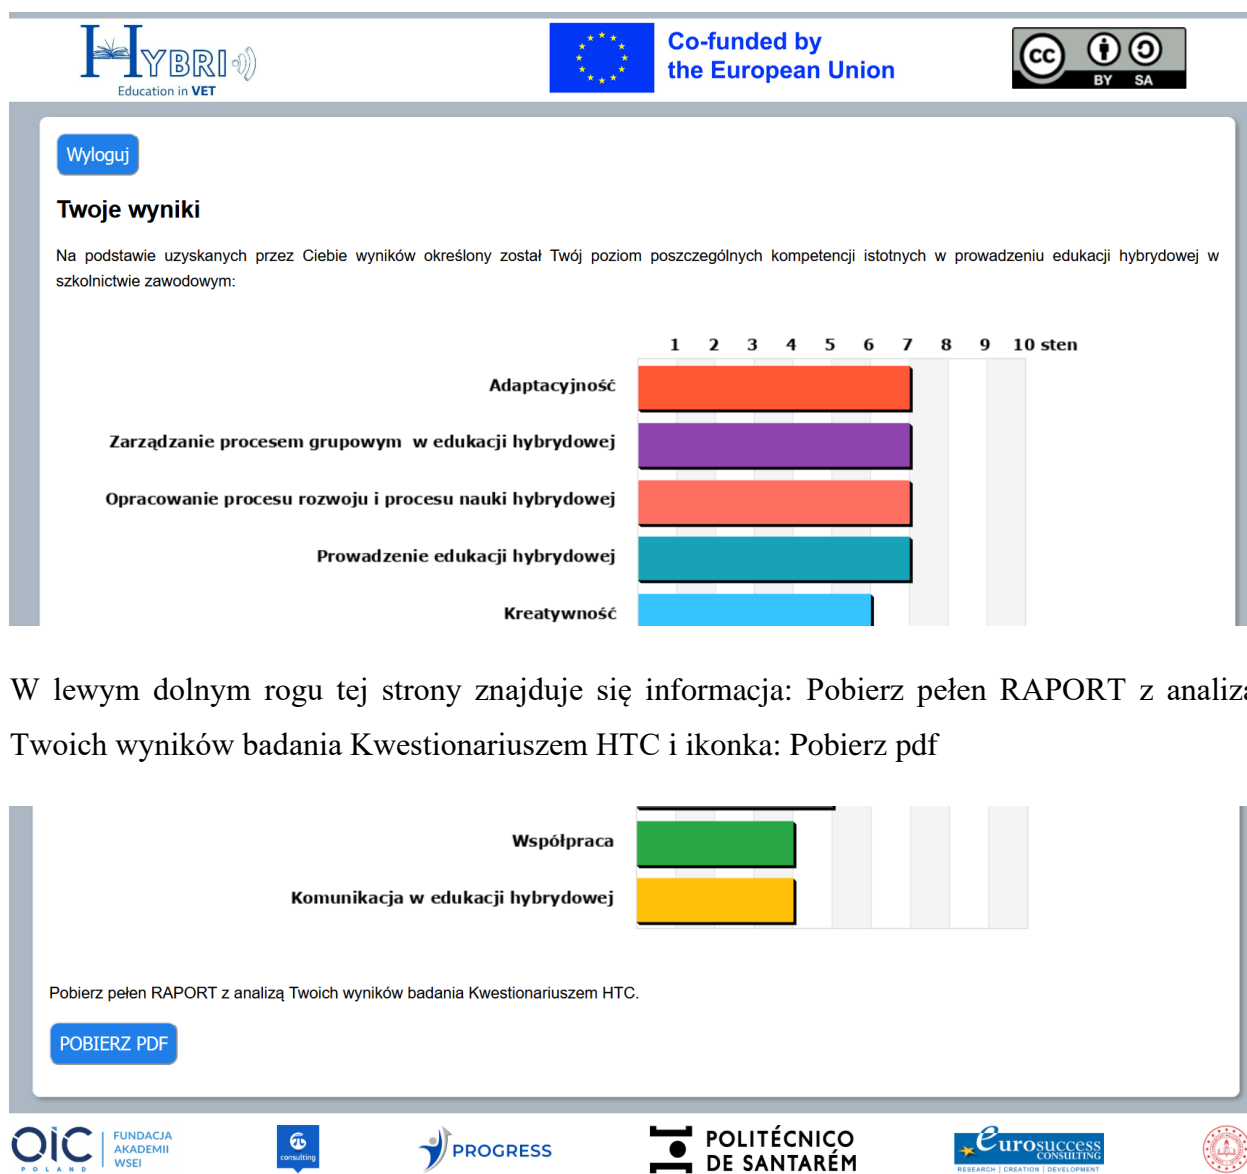 HYBRI
Education in VET
Co-funded by
the European Union
cc
BY SA
Wyloguj
Twoje wyniki
Na podstawie uzyskanych przez Ciebie wyników określony został Twój poziom poszczególnych kompetencji istotnych w prowadzeniu edukacji hybrydowej w
szkolnictwie zawodowym:
1 2 3 4 5 6 7 8 9 10 sten
Adaptacyjność
Zarządzanie procesem grupowym w edukacji hybrydowej
Opracowanie procesu rozwoju i procesu nauki hybrydowej
Prowadzenie edukacji hybrydowej
Kreatywność
W lewym dolnym rogu tej strony znajduje się informacja: Pobierz pełen RAPORT z analizą
Twoich wyników badania Kwestionariuszem HTC i ikonka: Pobierz pdf
Współpraca
Komunikacja w edukacji hybrydowej
Pobierz pełen RAPORT z analizą Twoich wyników badania Kwestionariuszem HTC.
POBIERZ PDF
OIC
POLAND
FUNDACJA
AKADEMII
WSEI
consulting
PROGRESS
POLITÉCNICO
DE SANTARÉM
eurosuccess
CONSULTING
RESEARCH | CREATION | DEVELOPMENT